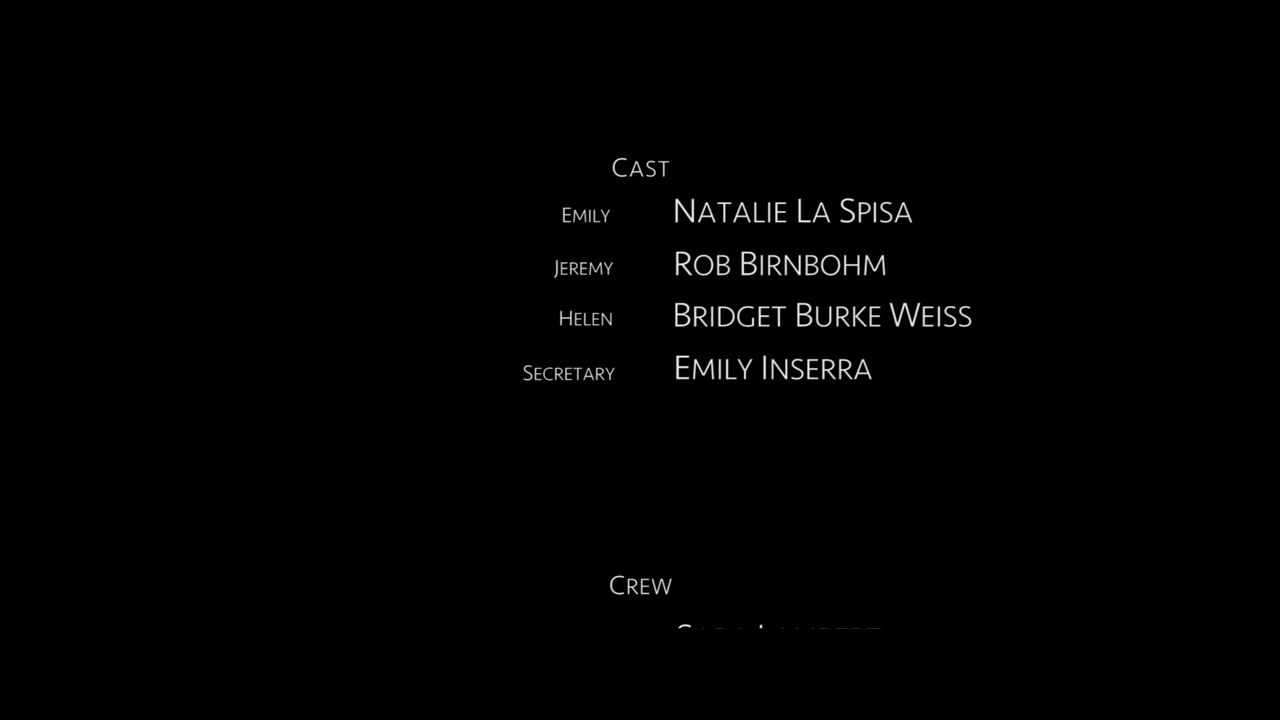 Cast
Emily Natalie La Spisa
Jeremy Rob Birnbohm
Helen Bridget Burke Weiss
Secretary Emily Inserra
Crew